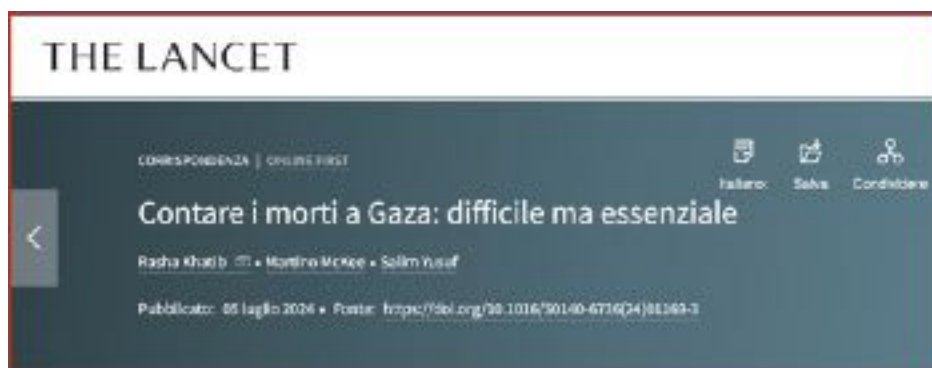 THE LANCET
CORRISPONDENZA | ONLINE FIRST
Italiano Salva Condividere
Contare i morti a Gaza: difficile ma essenziale
Rasha Khatib • Martino McKee • Salim Yusuf
Pubblicato: 05 luglio 2024 • Fonte: https://doi.org/10.1016/S0140-6736(24)01169-3